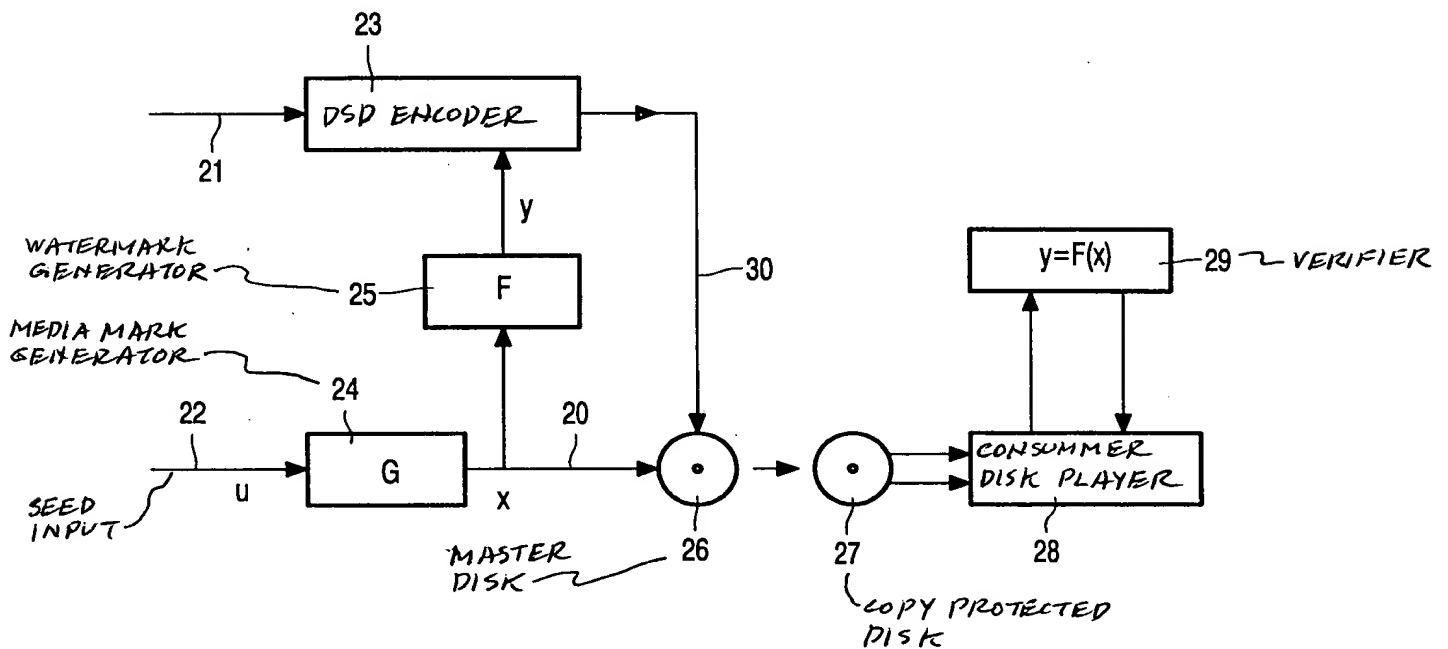 23
DSD ENCODER
21
y
WATERMARK
GENERATOR
25
F
30
y=F(x)
29
VERIFIER
MEDIA MARK
GENERATOR
24
22
20
G
u
x
SEED
INPUT
CONSUMMER
DISK PLAYER
MASTER
DISK
26
27
28
COPY PROTECTED
DISK